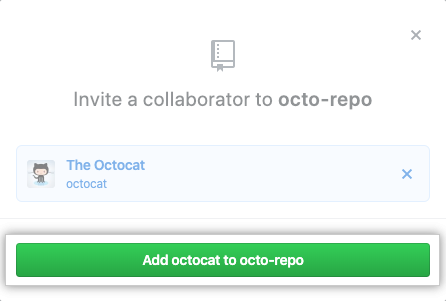 Invite a collaborator to octo-repo
The Octocat
octocat
Add octocat to octo-repo